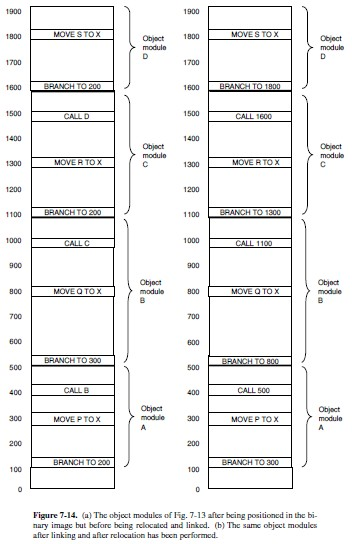 1900
1800
MOVE S TO X
1700
1600
BRANCH TO 200
Object
module
D
1500
CALL D
1400
1300
MOVE R TO X
1200
1100
BRANCH TO 200
Object
module
C
1000
CALL C
900
800
MOVE Q TO X
700
600
BRANCH TO 300
Object
module
B
500
400
CALL B
300
MOVE P TO X
200
BRANCH TO 200
Object
module
A
100
0
1900
1800
MOVE S TO X
1700
1600
BRANCH TO 1800
Object
module
D
1500
CALL 1600
1400
1300
MOVE R TO X
1200
1100
BRANCH TO 1300
Object
module
C
1000
CALL 1100
900
800
MOVE Q TO X
700
600
BRANCH TO 800
Object
module
B
500
400
CALL 500
300
MOVE P TO X
200
BRANCH TO 300
Object
module
A
100
0
Figure 7-14. (a) The object modules of Fig. 7-13 after being positioned in the bi-
nary image but before being relocated and linked. (b) The same object modules
after linking and after relocation has been performed.